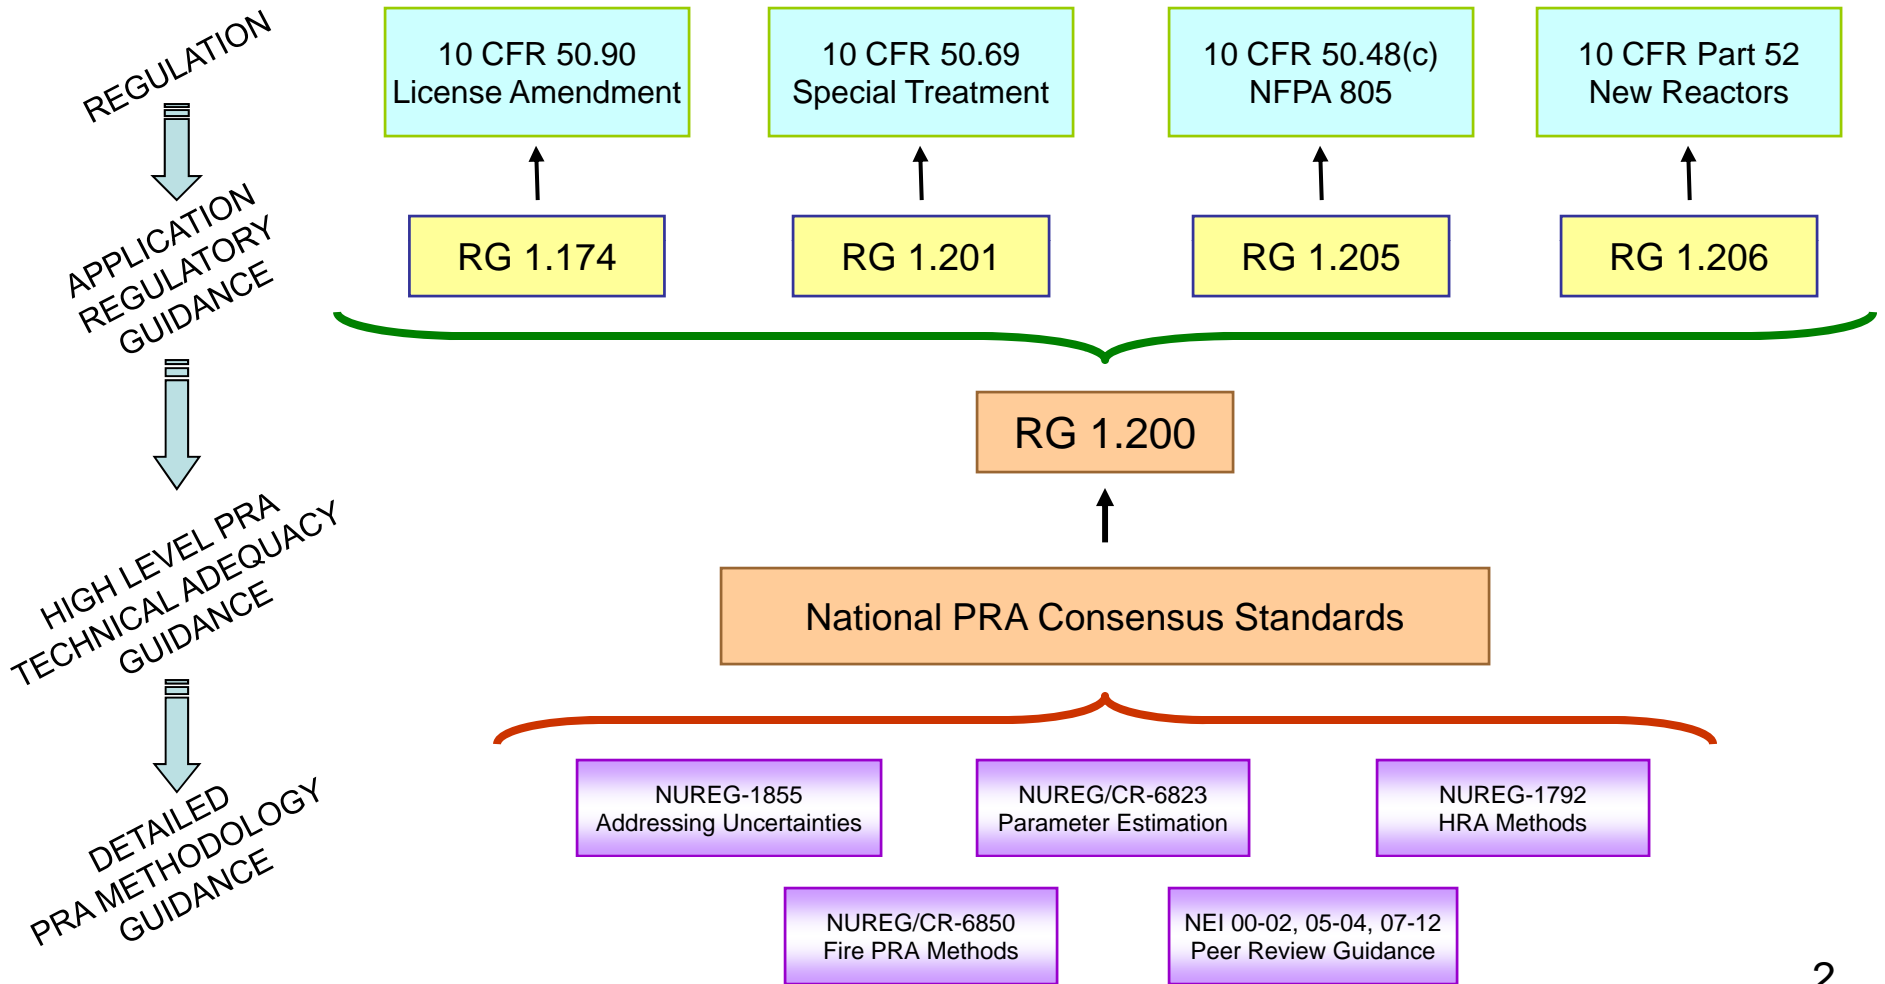 REGULATION
10 CFR 50.90
License Amendment
10 CFR 50.69
Special Treatment
10 CFR 50.48(c)
NFPA 805
10 CFR Part 52
New Reactors
APPLICATION
REGULATORY
GUIDANCE
RG 1.174
RG 1.201
RG 1.205
RG 1.206
RG 1.200
HIGH LEVEL PRA
TECHNICAL ADEQUACY
GUIDANCE
National PRA Consensus Standards
DETAILED
PRA METHODOLOGY
GUIDANCE
NUREG-1855
Addressing Uncertainties
NUREG/CR-6823
Parameter Estimation
NUREG-1792
HRA Methods
NUREG/CR-6850
Fire PRA Methods
NEI 00-02, 05-04, 07-12
Peer Review Guidance
2